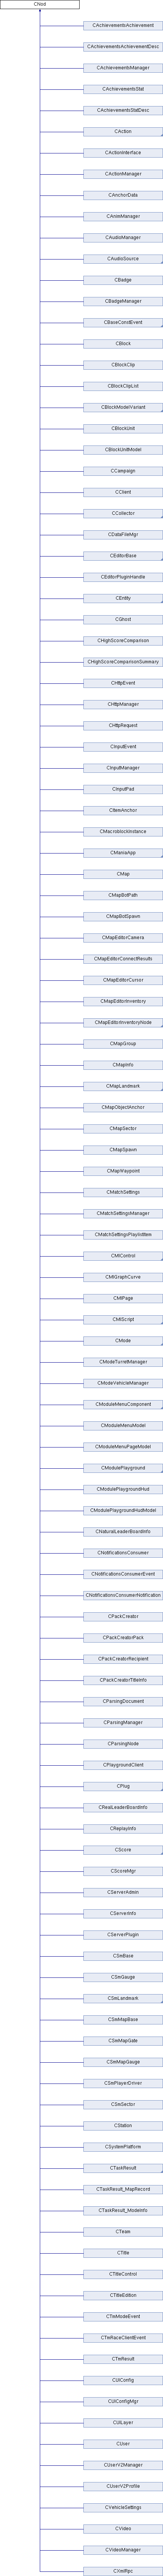 CNod
CAchievementsAchievement
CAchievementsAchievementDesc
CAchievementsManager
CAchievementsStat
CAchievementsStatDesc
CAction
CActionInterface
CActionManager
CAnchorData
CAnimManager
CAudioManager
CAudioSource
CBadge
CBadgeManager
CBaseConstEvent
CBlock
CBlockClip
CBlockClipList
CBlockModelVariant
CBlockUnit
CBlockUnitModel
CCampaign
CClient
CCollector
CDataFileMgr
CEditorBase
CEditorPluginHandle
CEntity
CGhost
CHighScoreComparison
CHighScoreComparisonSummary
CHttpEvent
CHttpManager
CHttpRequest
CInputEvent
CInputManager
CInputPad
CItemAnchor
CMacroblockInstance
CManiaApp
CMap
CMapBotPath
CMapBotSpawn
CMapEditorCamera
CMapEditorConnectResults
CMapEditorCursor
CMapEditorInventory
CMapEditorInventoryNode
CMapGroup
CMapInfo
CMapLandmark
CMapObjectAnchor
CMapSector
CMapSpawn
CMapWaypoint
CMatchSettings
CMatchSettingsManager
CMatchSettingsPlaylistItem
CMlControl
CMlGraphCurve
CMlPage
CMlScript
CMode
CModeTurretManager
CModeVehicleManager
CModuleMenuComponent
CModuleMenuModel
CModuleMenuPageModel
CModulePlayground
CModulePlaygroundHud
CModulePlaygroundHudModel
CNaturalLeaderBoardInfo
CNotificationsConsumer
CNotificationsConsumerEvent
CNotificationsConsumerNotification
CPackCreator
CPackCreatorPack
CPackCreatorRecipient
CPackCreatorTitleInfo
CParsingDocument
CParsingManager
CParsingNode
CPlaygroundClient
CPlug
CRealLeaderBoardInfo
CReplayInfo
CScore
CScoreMgr
CServerAdmin
CServerInfo
CServerPlugin
CSmBase
CSmGauge
CSmLandmark
CSmMapBase
CSmMapGate
CSmMapGauge
CSmPlayerDriver
CSmSector
CStation
CSystemPlatform
CTaskResult
CTaskResult_MapRecord
CTaskResult_ModeInfo
CTeam
CTitle
CTitleControl
CTitleEdition
CTmModeEvent
CTmRaceClientEvent
CTmResult
CUIConfig
CUIConfigMgr
CUILayer
CUser
CUserV2Manager
CUserV2Profile
CVehicleSettings
CVideo
CVideoManager
CXmlRpc